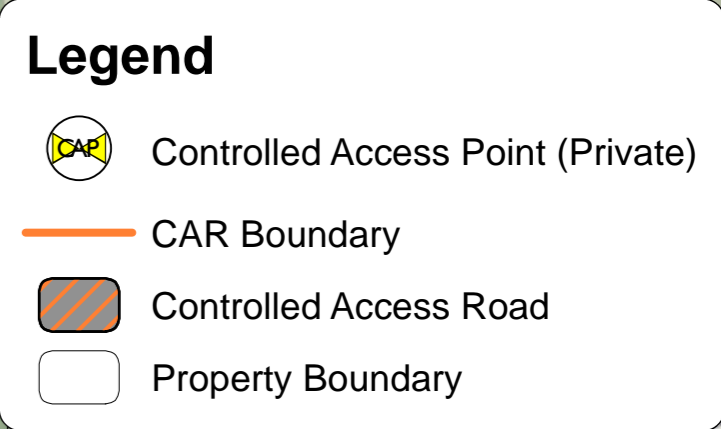 Legend
CAP
Controlled Access Point (Private)
CAR Boundary
Controlled Access Road
Property Boundary